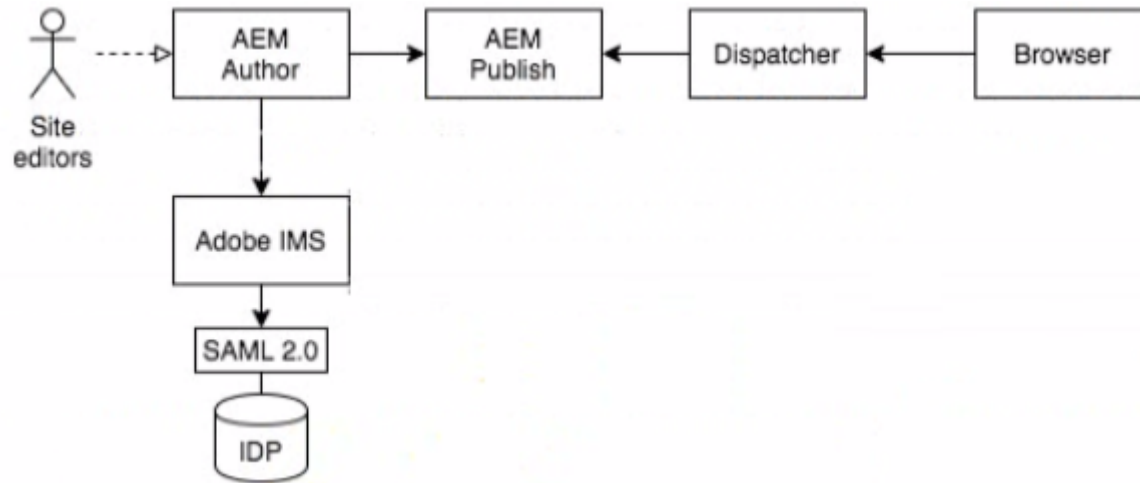 AEM
Author
AEM
Publish
Dispatcher
Browser
Site
editors
Adobe IMS
SAML 2.0
IDP